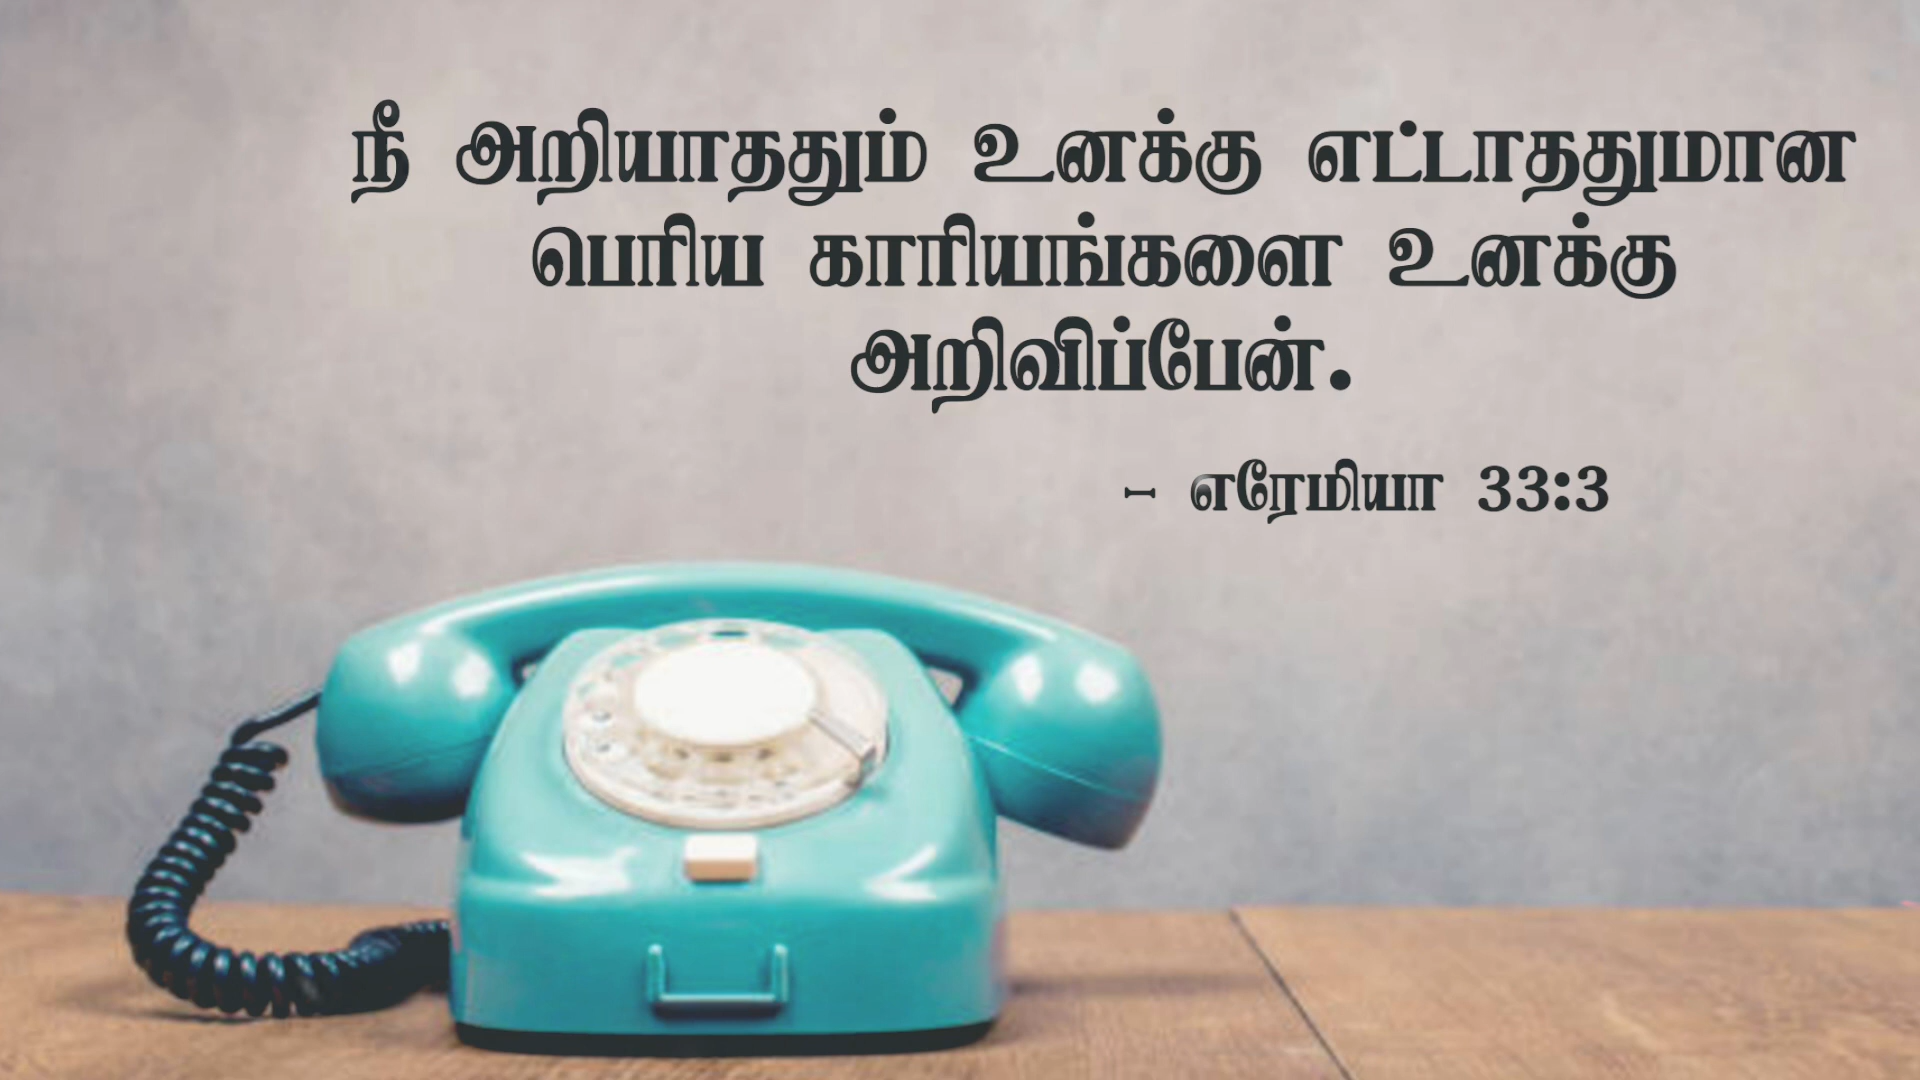 நீ அறியாததும் உனக்கு எட்டாததுமான
பெரிய காரியங்களை உனக்கு
அறிவிப்பேன்.
- எரேமியா 33:3